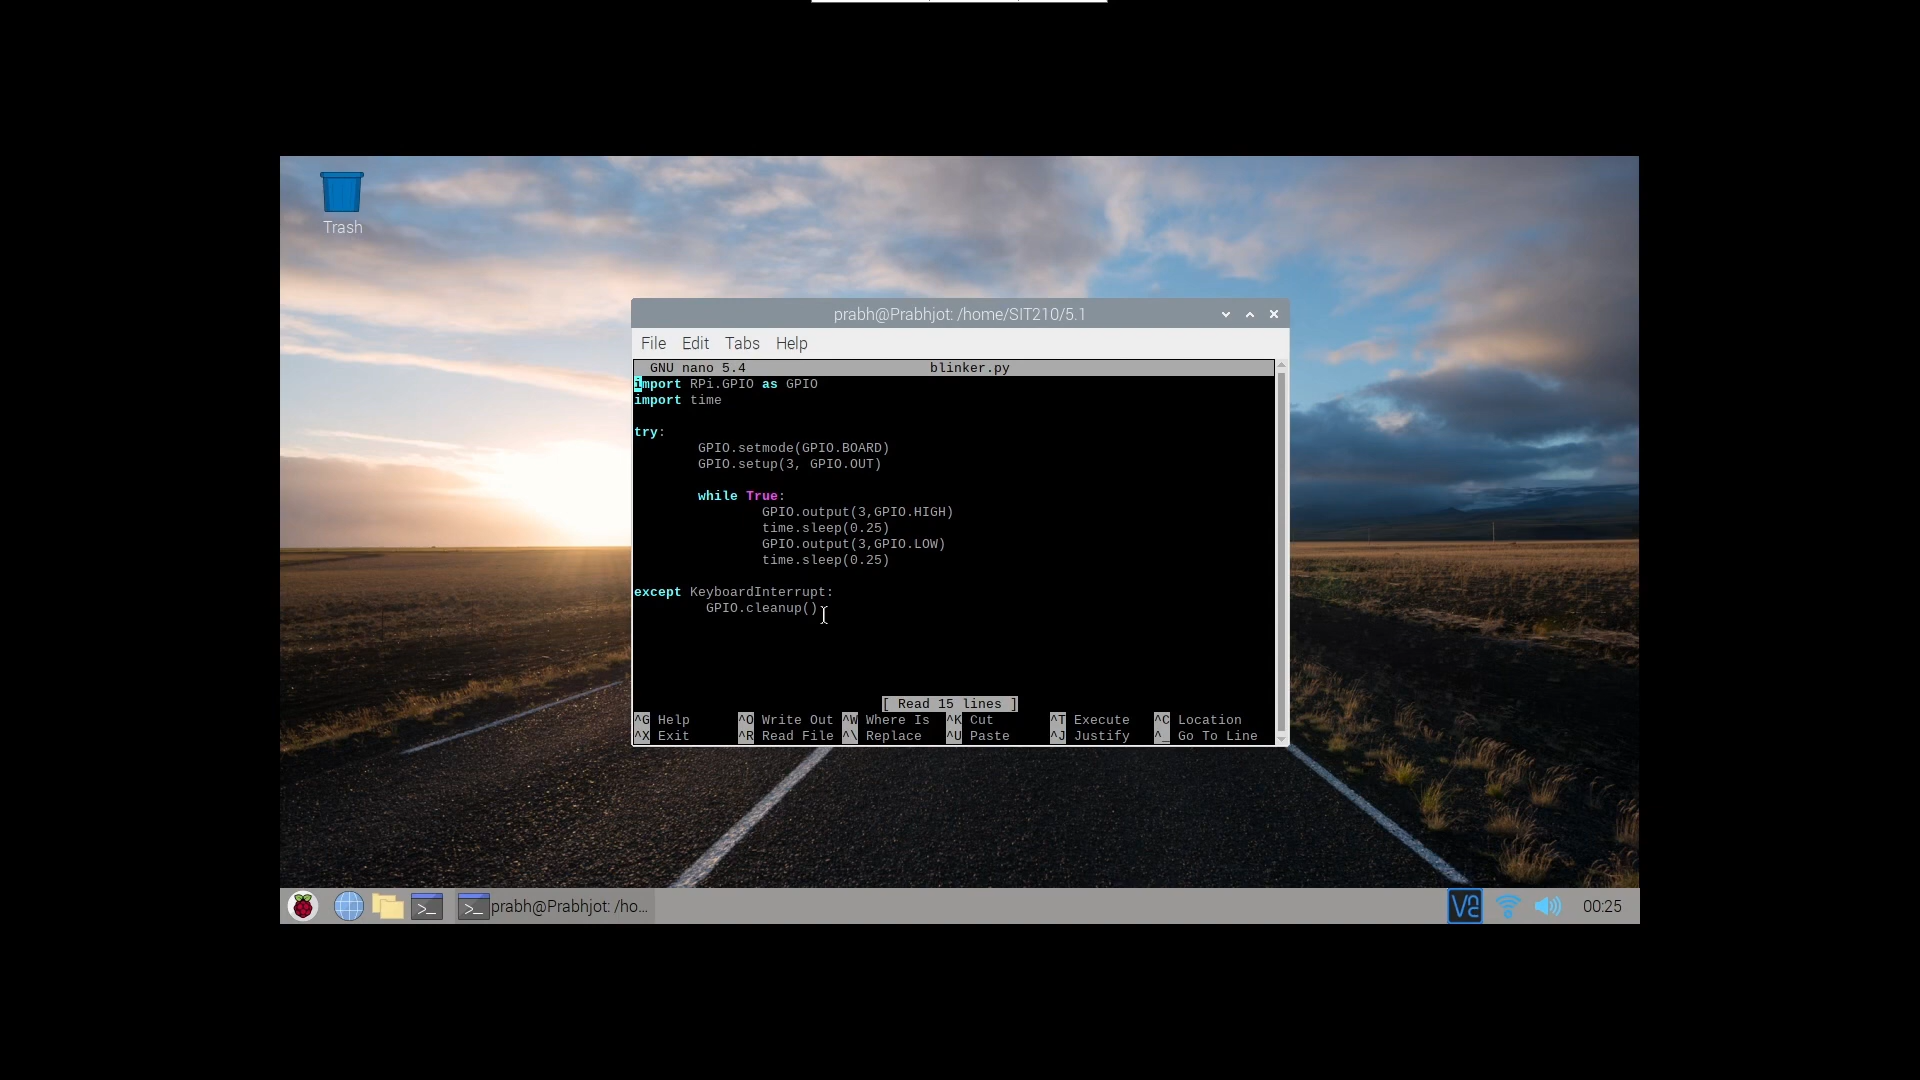 Trash
prabh@Prabhjot: /home/SIT210/5.1
File Edit Tabs Help
GNU nano 5.4 blinker.py
import RPi.GPIO as GPIO
import time
try:
GPIO.setmode(GPIO.BOARD)
GPIO.setup(3, GPIO.OUT)
while True:
GPIO.output(3,GPIO.HIGH)
time.sleep(0.25)
GPIO.output(3,GPIO.LOW)
time.sleep(0.25)
except KeyboardInterrupt:
GPIO.cleanup()
[ Read 15 lines ]
^G Help ^O Write Out ^W Where Is ^K Cut ^T Execute ^C Location
^X Exit ^R Read File ^\ Replace ^U Paste ^J Justify ^_ Go To Line
>_ >_ prabh@Prabhjot: /ho... VNC 00:25